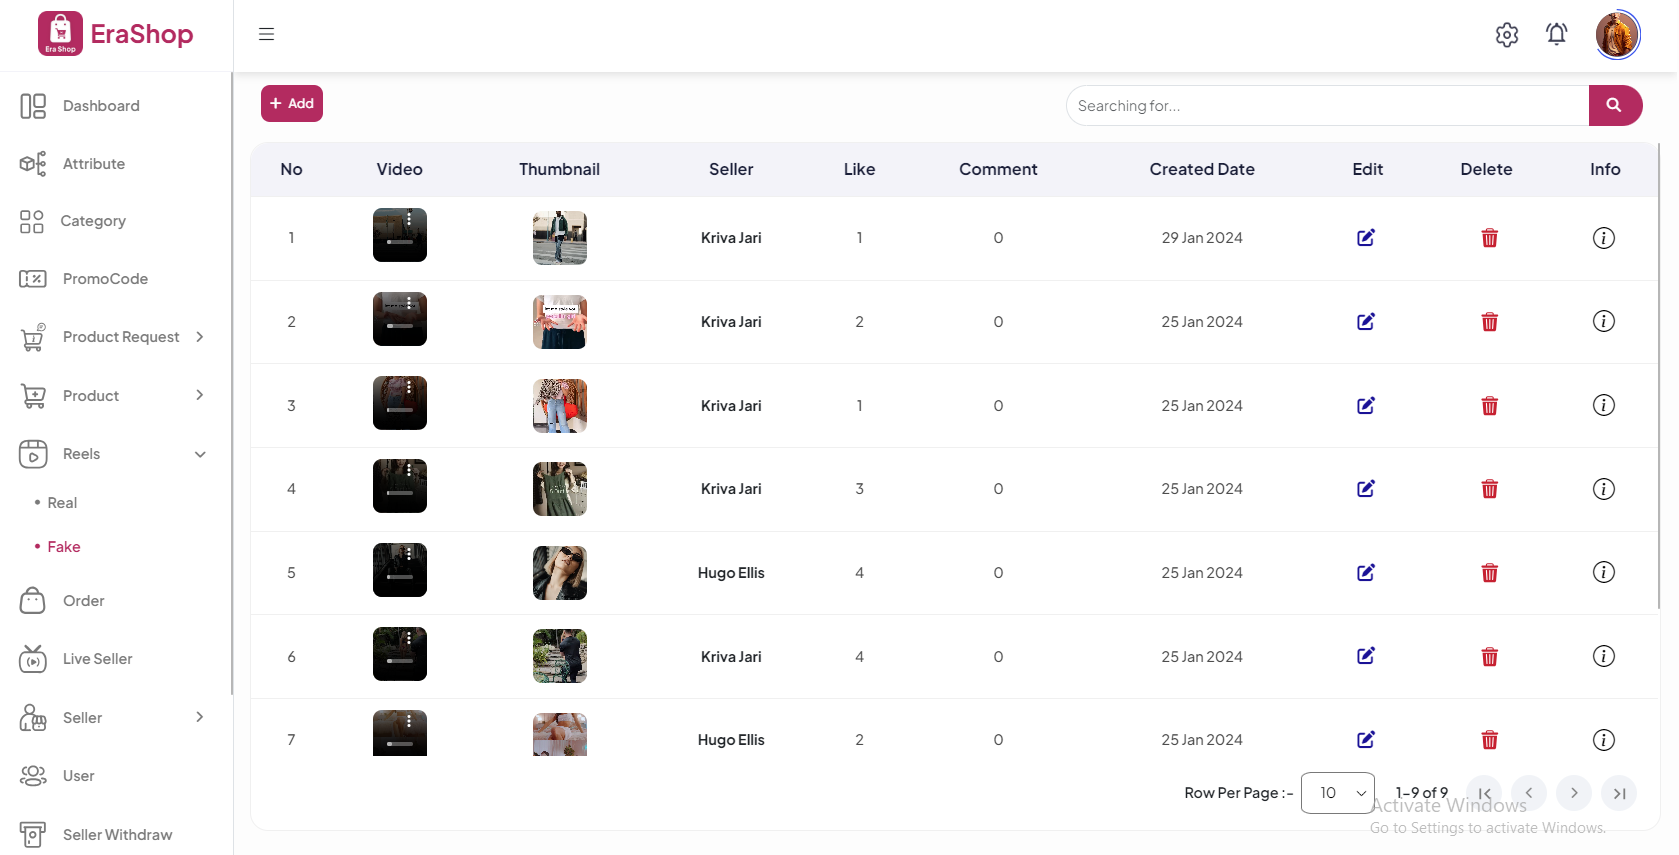 Era Shop
EraShop
Dashboard
Attribute
Category
PromoCode
Product Request
Product
Reels
• Real
• Fake
Order
Live Seller
Seller
User
Seller Withdraw
+ Add
Searching for...
No Video Thumbnail Seller Like Comment Created Date Edit Delete Info
1 Kriva Jari 1 0 29 Jan 2024
2 Kriva Jari 2 0 25 Jan 2024
3 Kriva Jari 1 0 25 Jan 2024
4 Kriva Jari 3 0 25 Jan 2024
5 Hugo Ellis 4 0 25 Jan 2024
6 Kriva Jari 4 0 25 Jan 2024
7 Hugo Ellis 2 0 25 Jan 2024
Row Per Page :- 10 1-9 of 9
Activate Windows
Go to Settings to activate Windows.